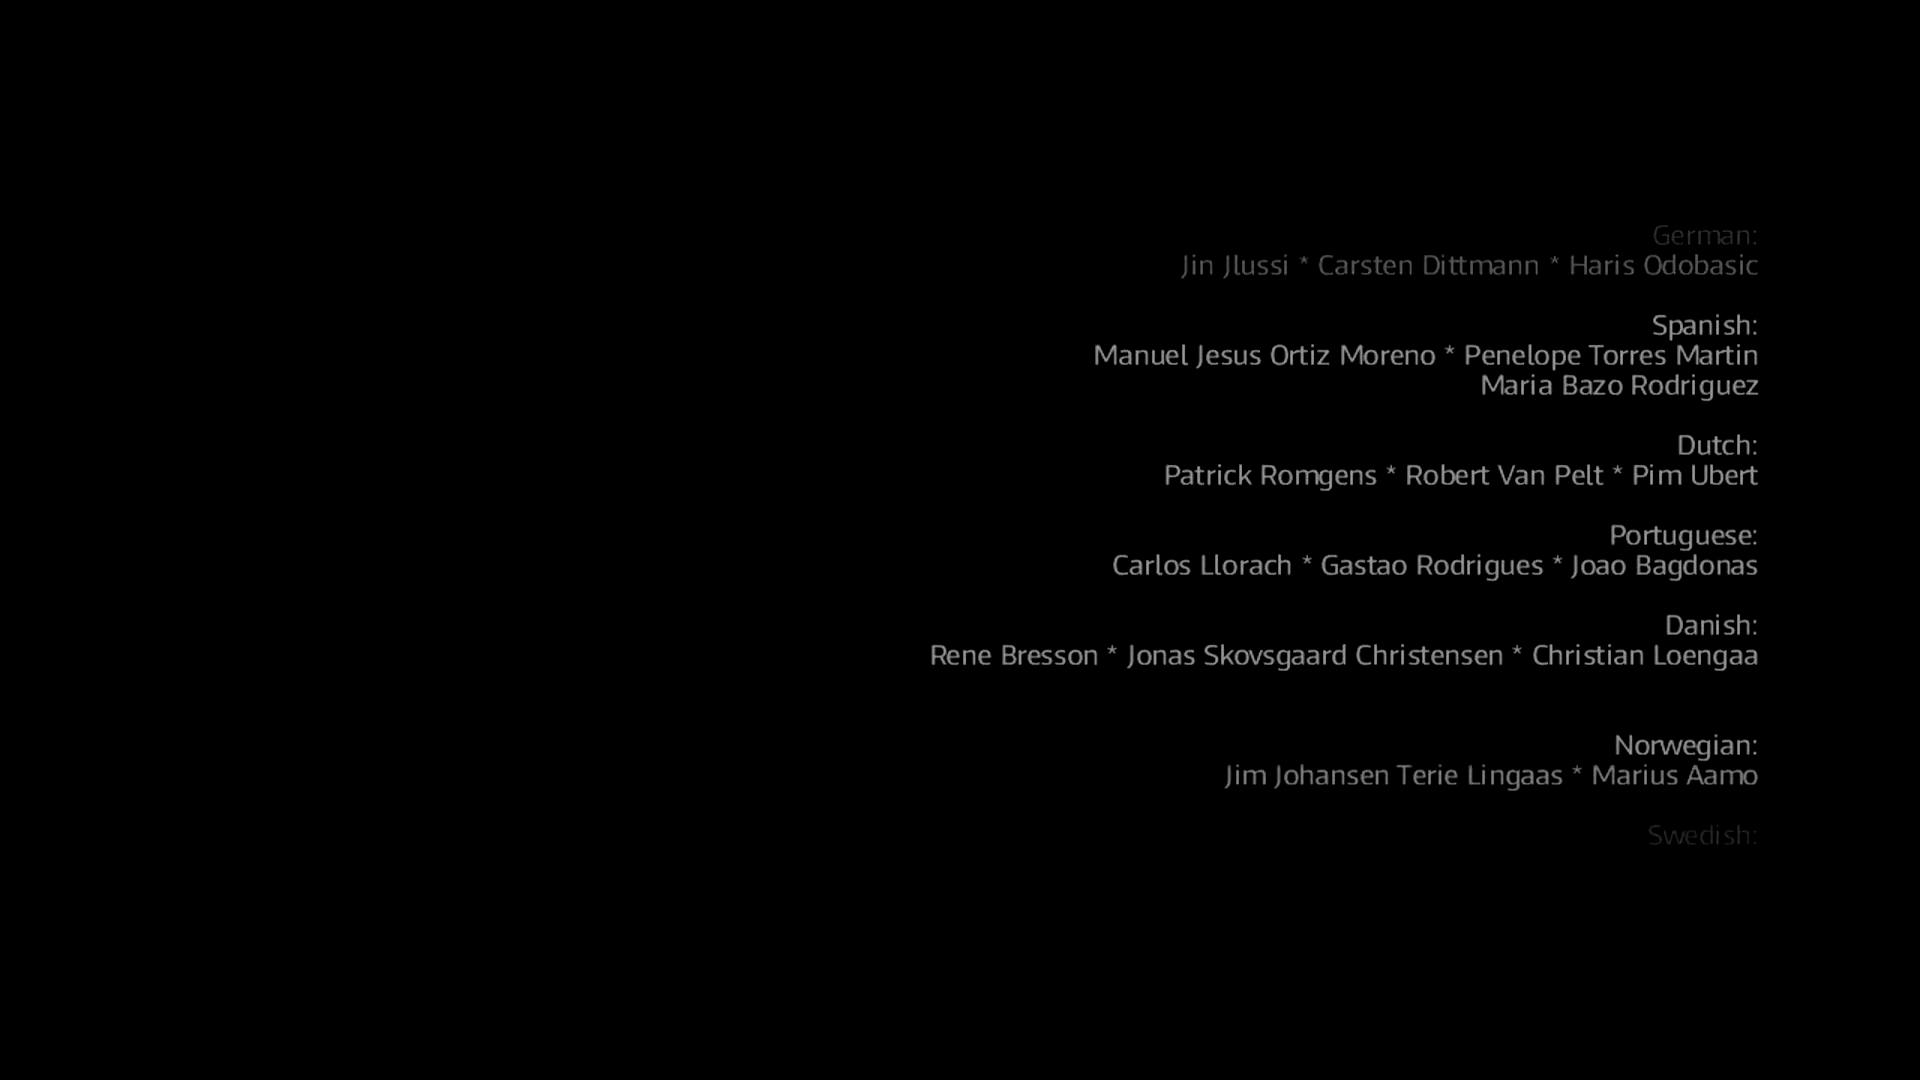 German:
Jin Jlussi * Carsten Dittmann * Haris Odobasic
Spanish:
Manuel Jesus Ortiz Moreno * Penelope Torres Martin
Maria Bazo Rodriguez
Dutch:
Patrick Romgens * Robert Van Pelt * Pim Ubert
Portuguese:
Carlos Llorach * Gastao Rodrigues * Joao Bagdonas
Danish:
Rene Bresson * Jonas Skovsgaard Christensen * Christian Loengaa
Norwegian:
Jim Johansen Terie Lingaas * Marius Aamo
Swedish: